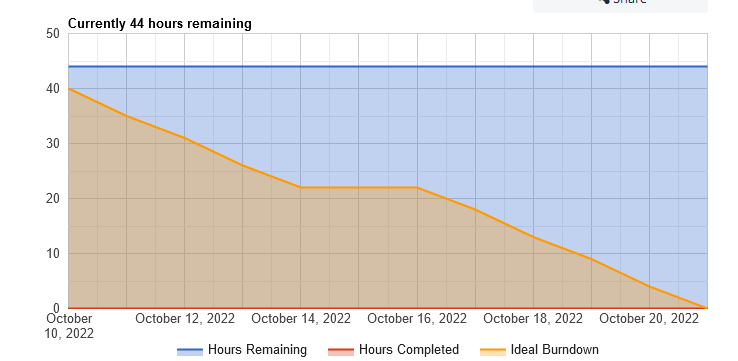 Share
Currently 44 hours remaining
50
40
30
20
10
0
October 10, 2022
October 12, 2022
October 14, 2022
October 16, 2022
October 18, 2022
October 20, 2022
Hours Remaining
Hours Completed
Ideal Burndown